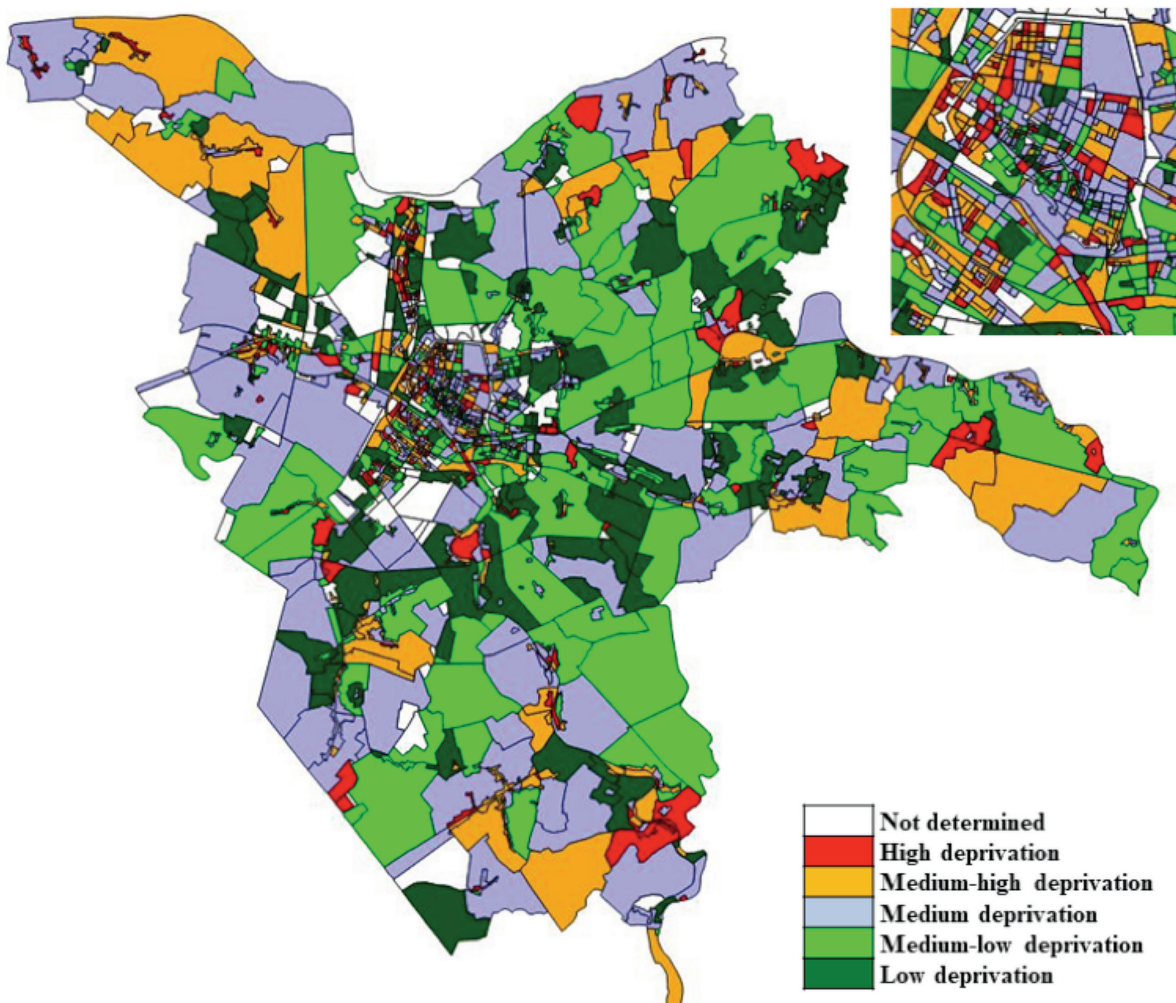 Not determined
High deprivation
Medium-high deprivation
Medium deprivation
Medium-low deprivation
Low deprivation